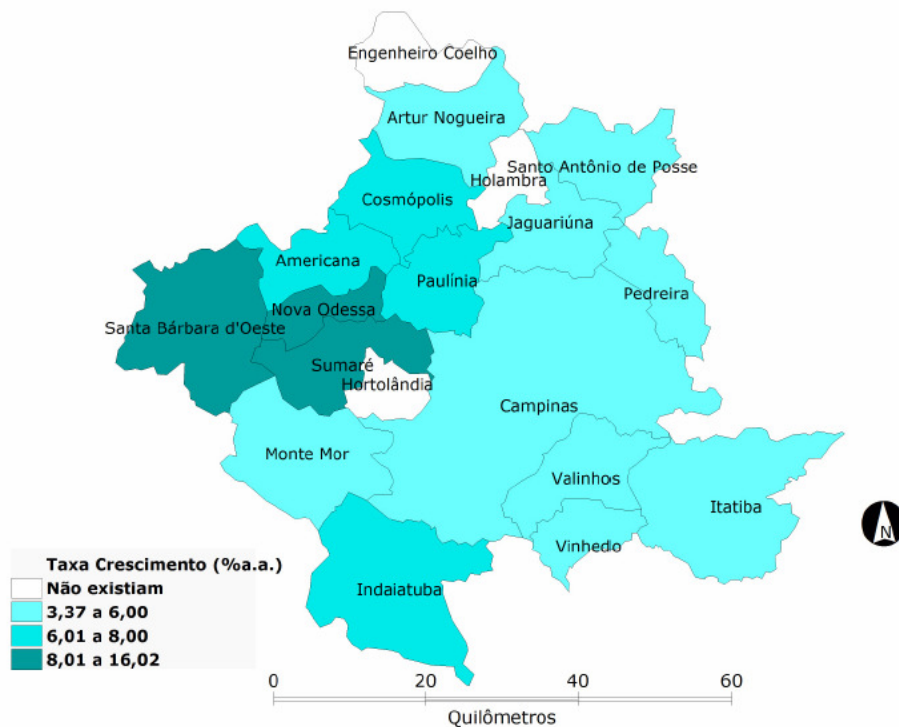 Engenheiro Coelho
Artur Nogueira
Santo Antônio de Posse
Holambra
Cosmópolis
Jaguariúna
Americana
Paulínia
Pedreira
Nova Odessa
Santa Bárbara d'Oeste
Sumaré
Hortolândia
Campinas
Monte Mor
Valinhos
Itatiba
Vinhedo
Indaiatuba
N
Taxa Crescimento (%a.a.)
Não existiam
3,37 a 6,00
6,01 a 8,00
8,01 a 16,02
0 20 40 60
Quilômetros